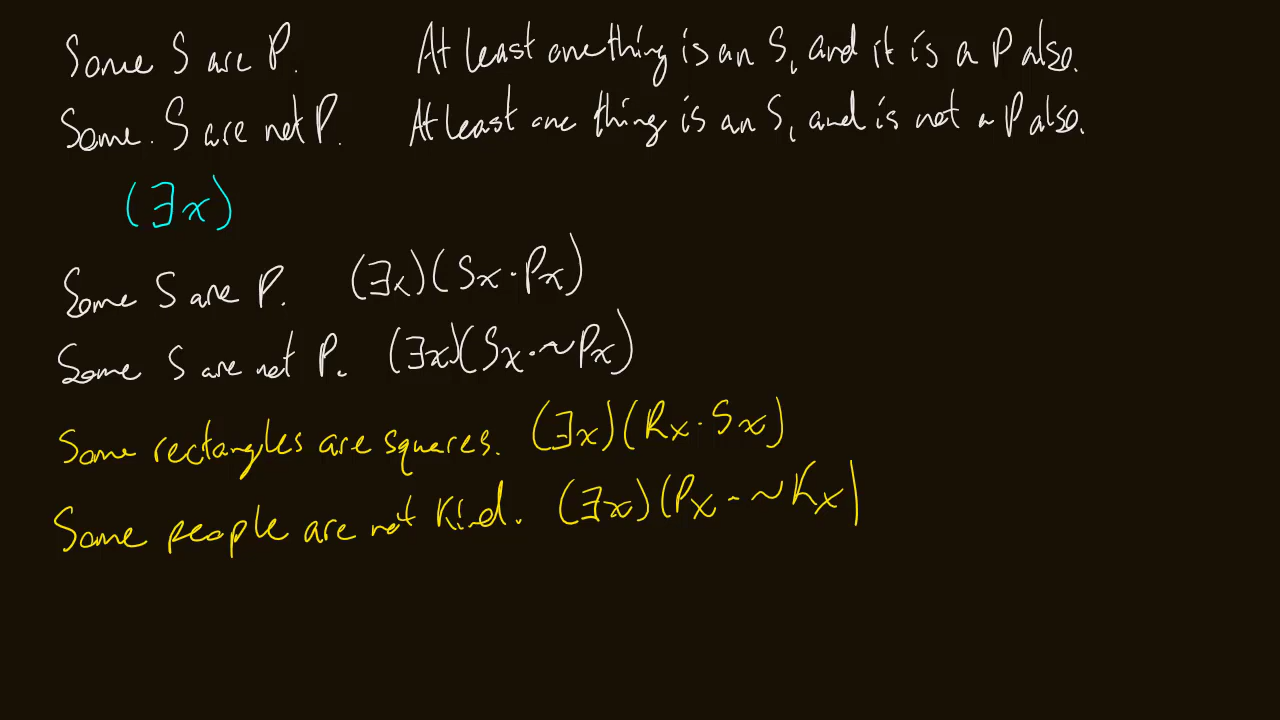 Some S are P. At least one thing is an S, and it is a P also.
Some. S are not P. At least one thing is an S, and is not a P also.
(∃x)
Some S are P. (∃x)(Sx · Px)
Some S are not P. (∃x)(Sx · ~Px)
Some rectangles are squares. (∃x)(Rx · Sx)
Some people are not kind. (∃x)(Px · ~Kx)